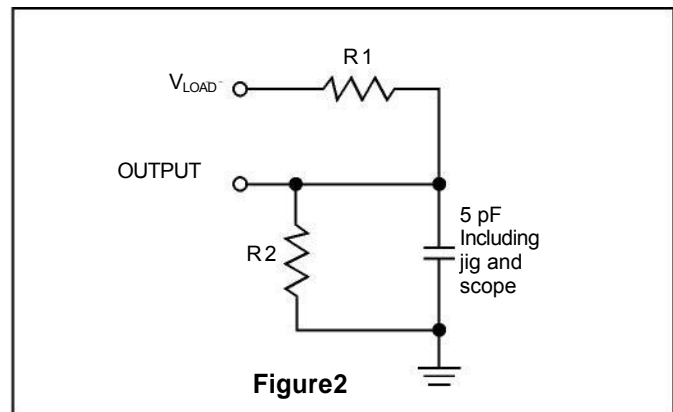 R1
VLOAD
OUTPUT
5 pF
Including
jig and
scope
R2
Figure2